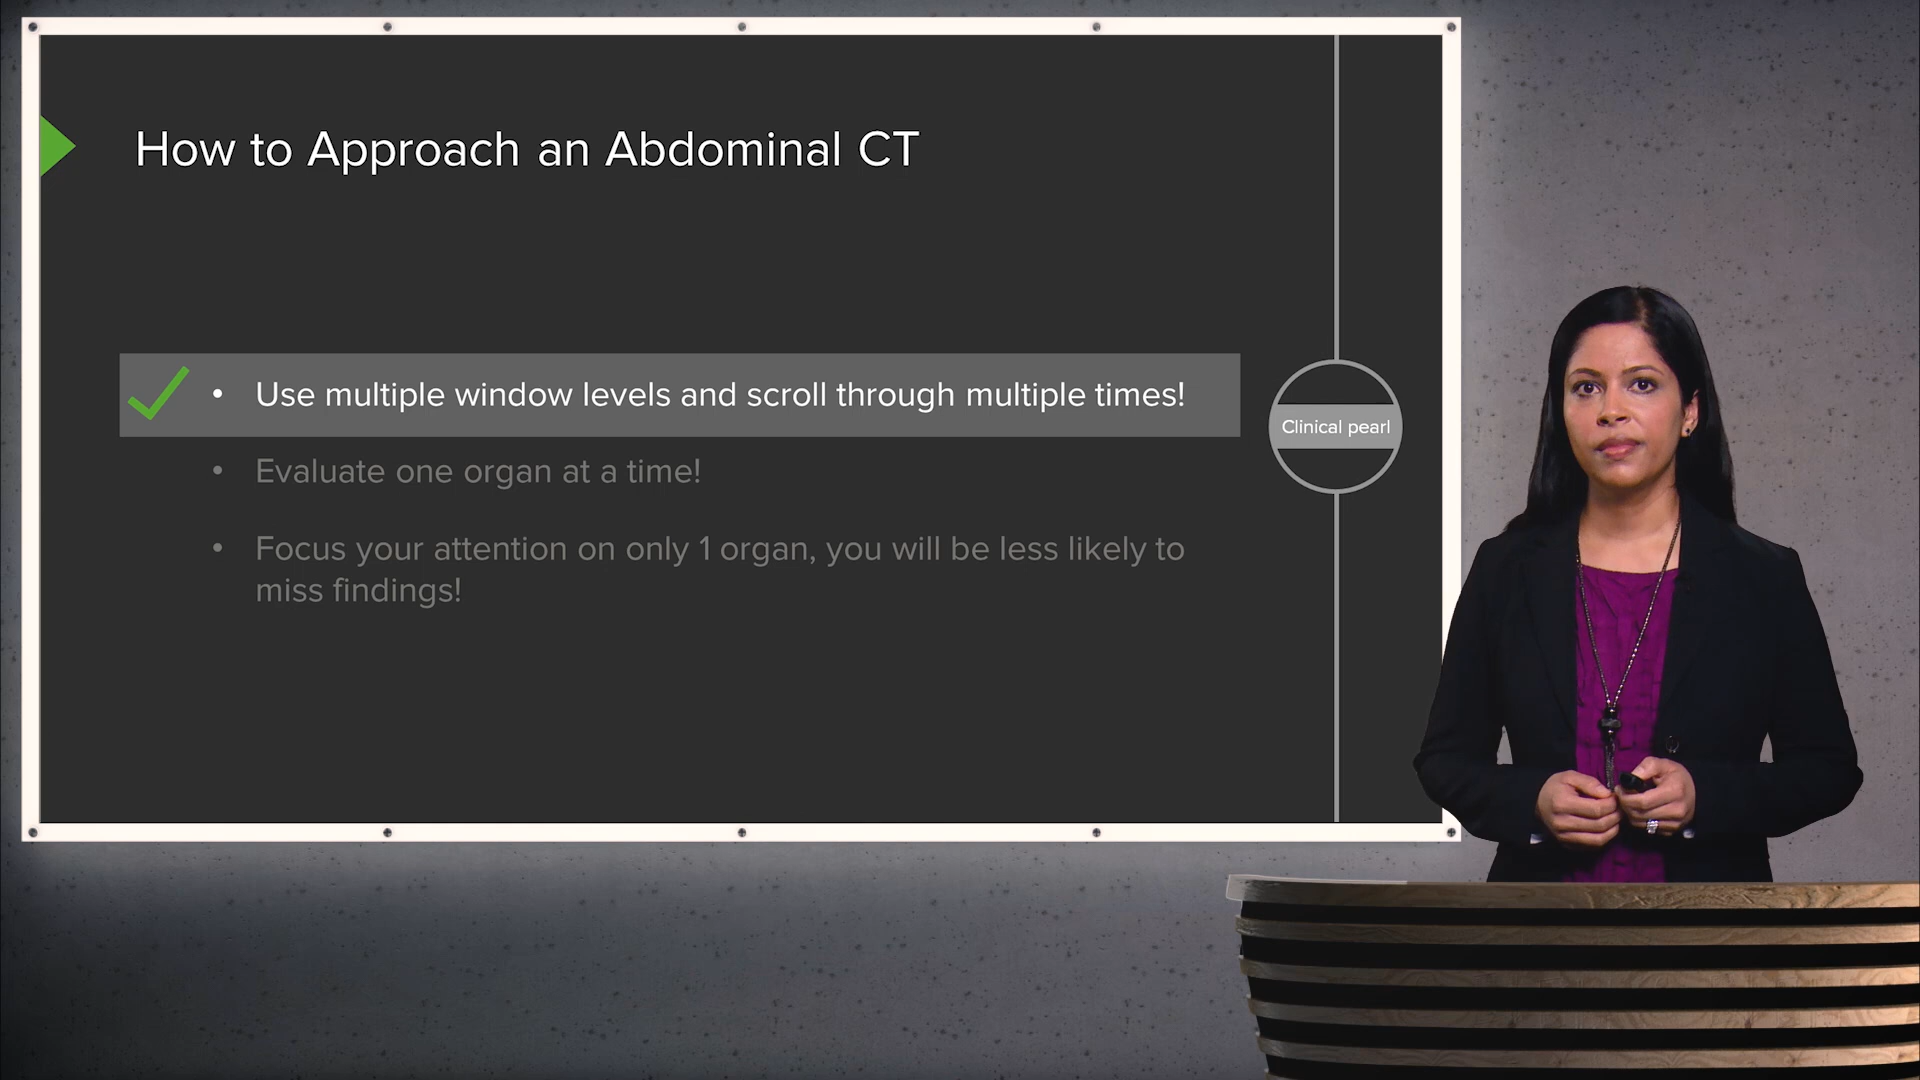 How to Approach an Abdominal CT
• Use multiple window levels and scroll through multiple times!
• Evaluate one organ at a time!
• Focus your attention on only 1 organ, you will be less likely to
miss findings!
Clinical pearl